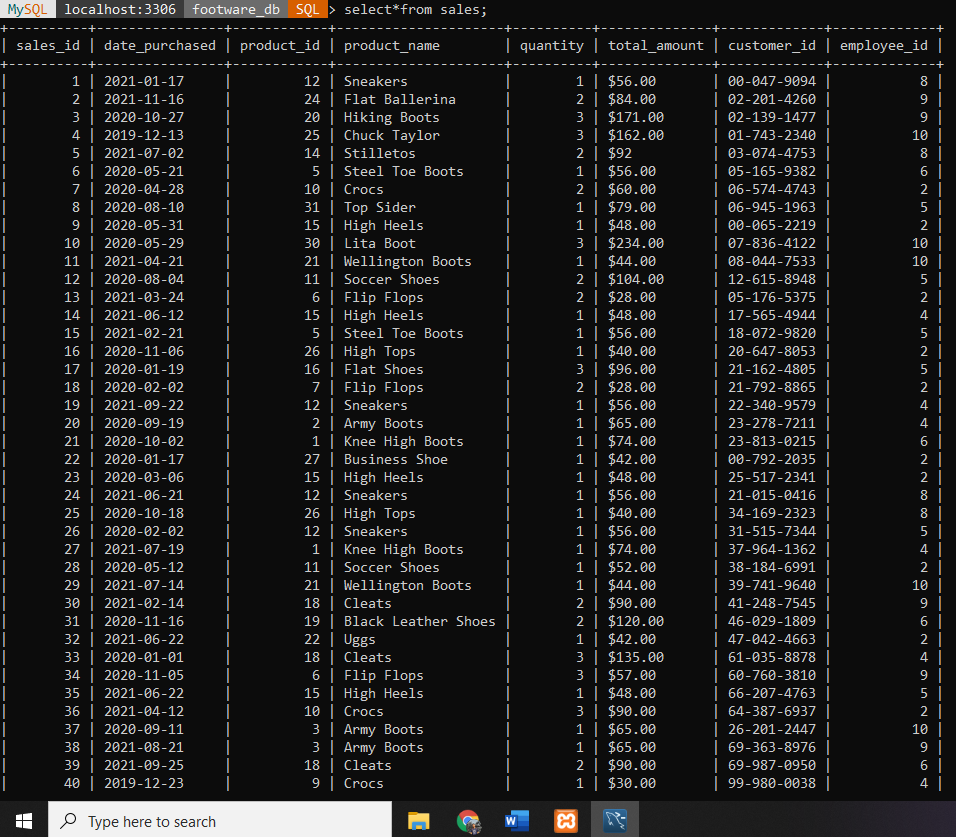 MySQL localhost:3306 footware_db SQL > select*from sales;
+----------+----------------+------------+--------------------+----------+--------------+-------------+-------------+
| sales_id | date_purchased | product_id | product_name | quantity | total_amount | customer_id | employee_id |
+----------+----------------+------------+--------------------+----------+--------------+-------------+-------------+
| 1 | 2021-01-17 | 12 | Sneakers | 1 | $56.00 | 00-047-9094 | 8 |
| 2 | 2021-11-16 | 24 | Flat Ballerina | 2 | $84.00 | 02-201-4260 | 9 |
| 3 | 2020-10-27 | 20 | Hiking Boots | 3 | $171.00 | 02-139-1477 | 9 |
| 4 | 2019-12-13 | 25 | Chuck Taylor | 3 | $162.00 | 01-743-2340 | 10 |
| 5 | 2021-07-02 | 14 | Stilletos | 2 | $92 | 03-074-4753 | 8 |
| 6 | 2020-05-21 | 5 | Steel Toe Boots | 1 | $56.00 | 05-165-9382 | 6 |
| 7 | 2020-04-28 | 10 | Crocs | 2 | $60.00 | 06-574-4743 | 2 |
| 8 | 2020-08-10 | 31 | Top Sider | 1 | $79.00 | 06-945-1963 | 5 |
| 9 | 2020-05-31 | 15 | High Heels | 1 | $48.00 | 00-065-2219 | 2 |
| 10 | 2020-05-29 | 30 | Lita Boot | 3 | $234.00 | 07-836-4122 | 10 |
| 11 | 2021-04-21 | 21 | Wellington Boots | 1 | $44.00 | 08-044-7533 | 10 |
| 12 | 2020-08-04 | 11 | Soccer Shoes | 2 | $104.00 | 12-615-8948 | 5 |
| 13 | 2021-03-24 | 6 | Flip Flops | 2 | $28.00 | 05-176-5375 | 2 |
| 14 | 2021-06-12 | 15 | High Heels | 1 | $48.00 | 17-565-4944 | 4 |
| 15 | 2021-02-21 | 5 | Steel Toe Boots | 1 | $56.00 | 18-072-9820 | 5 |
| 16 | 2020-11-06 | 26 | High Tops | 1 | $40.00 | 20-647-8053 | 2 |
| 17 | 2020-01-19 | 16 | Flat Shoes | 3 | $96.00 | 21-162-4805 | 5 |
| 18 | 2020-02-02 | 7 | Flip Flops | 2 | $28.00 | 21-792-8865 | 2 |
| 19 | 2021-09-22 | 12 | Sneakers | 1 | $56.00 | 22-340-9579 | 4 |
| 20 | 2020-09-19 | 2 | Army Boots | 1 | $65.00 | 23-278-7211 | 4 |
| 21 | 2020-10-02 | 1 | Knee High Boots | 1 | $74.00 | 23-813-0215 | 6 |
| 22 | 2020-01-17 | 27 | Business Shoe | 1 | $42.00 | 00-792-2035 | 2 |
| 23 | 2020-03-06 | 15 | High Heels | 1 | $48.00 | 25-517-2341 | 2 |
| 24 | 2021-06-21 | 12 | Sneakers | 1 | $56.00 | 21-015-0416 | 8 |
| 25 | 2020-10-18 | 26 | High Tops | 1 | $40.00 | 34-169-2323 | 8 |
| 26 | 2020-02-02 | 12 | Sneakers | 1 | $56.00 | 31-515-7344 | 5 |
| 27 | 2021-07-19 | 1 | Knee High Boots | 1 | $74.00 | 37-964-1362 | 4 |
| 28 | 2020-05-12 | 11 | Soccer Shoes | 1 | $52.00 | 38-184-6991 | 2 |
| 29 | 2021-07-14 | 21 | Wellington Boots | 1 | $44.00 | 39-741-9640 | 10 |
| 30 | 2021-02-14 | 18 | Cleats | 2 | $90.00 | 41-248-7545 | 9 |
| 31 | 2020-11-16 | 19 | Black Leather Shoes | 2 | $120.00 | 46-029-1809 | 6 |
| 32 | 2021-06-22 | 22 | Uggs | 1 | $42.00 | 47-042-4663 | 2 |
| 33 | 2020-01-01 | 18 | Cleats | 3 | $135.00 | 61-035-8878 | 4 |
| 34 | 2020-11-05 | 6 | Flip Flops | 3 | $57.00 | 60-760-3810 | 9 |
| 35 | 2021-06-22 | 15 | High Heels | 1 | $48.00 | 66-207-4763 | 5 |
| 36 | 2021-04-12 | 10 | Crocs | 3 | $90.00 | 64-387-6937 | 2 |
| 37 | 2020-09-11 | 3 | Army Boots | 1 | $65.00 | 26-201-2447 | 10 |
| 38 | 2021-08-21 | 3 | Army Boots | 1 | $65.00 | 69-363-8976 | 9 |
| 39 | 2021-09-25 | 18 | Cleats | 2 | $90.00 | 69-987-0950 | 6 |
| 40 | 2019-12-23 | 9 | Crocs | 1 | $30.00 | 99-980-0038 | 4 |
Type here to search